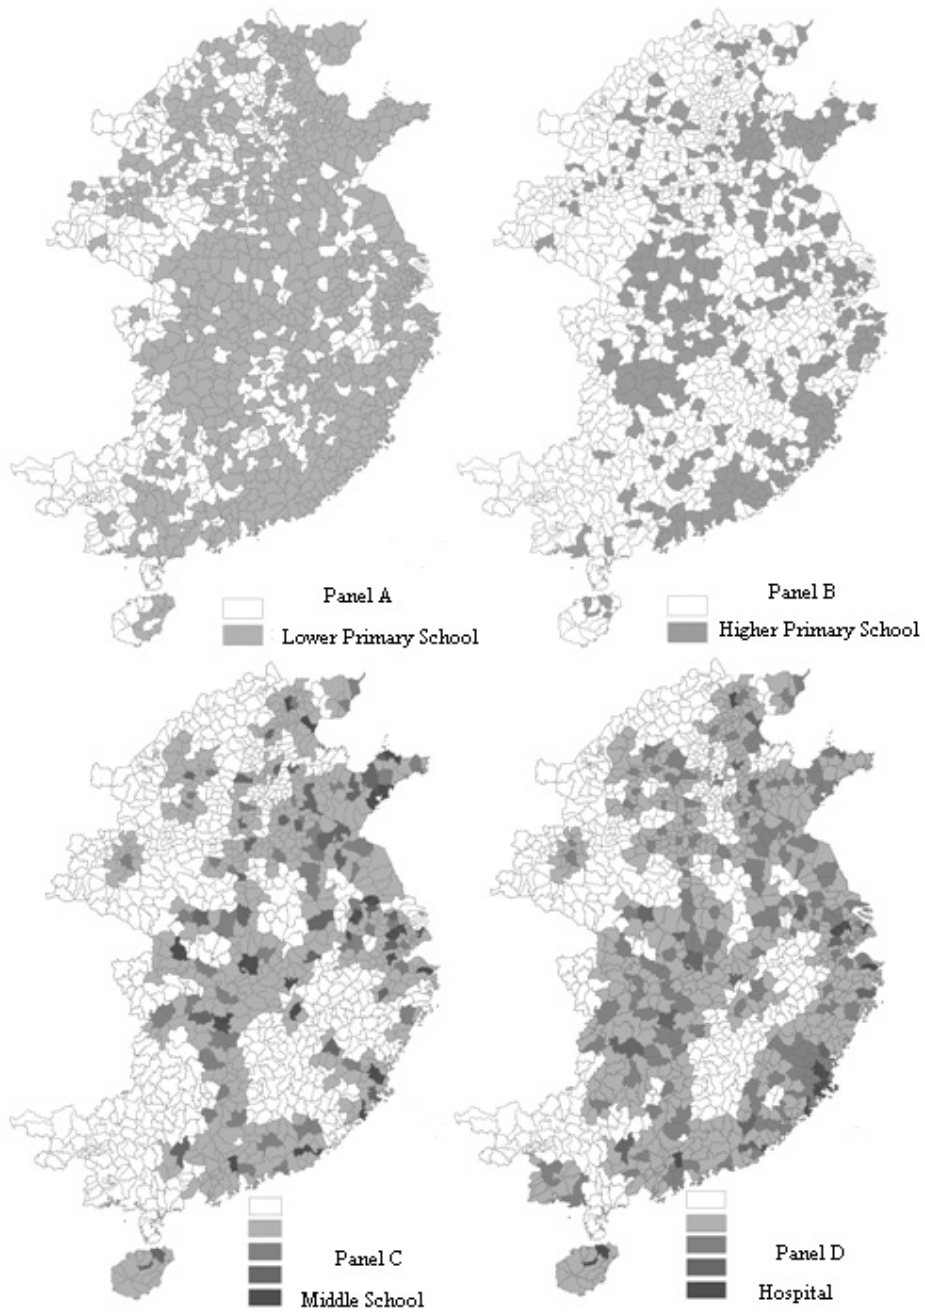 Panel A
Lower Primary School
Panel B
Higher Primary School
Panel C
Middle School
Panel D
Hospital